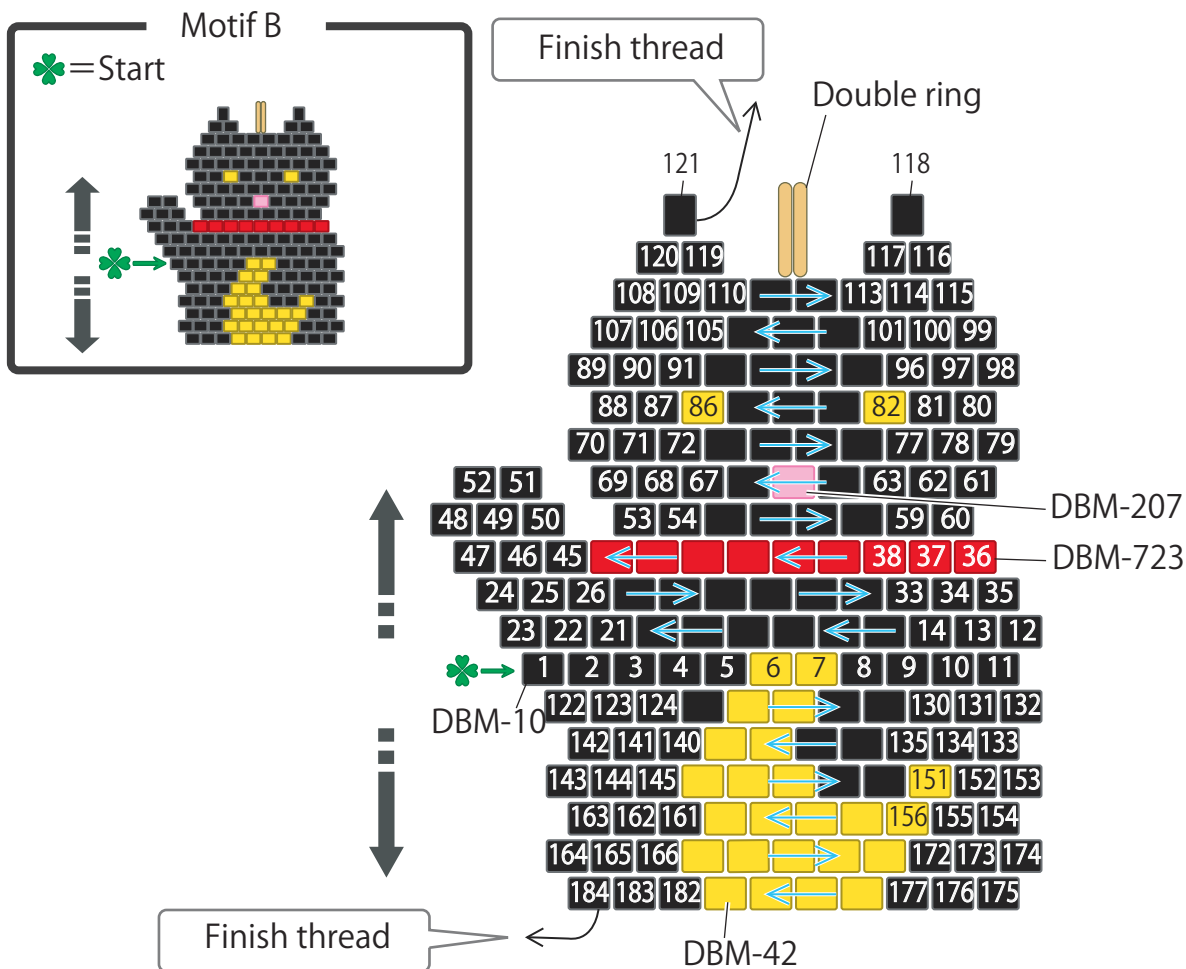 Motif B
=Start
Finish thread
Double ring
121 118
120 119 117 116
108 109 110 113 114 115
107 106 105 101 100 99
89 90 91 96 97 98
88 87 86 82 81 80
70 71 72 77 78 79
52 51 69 68 67 63 62 61
DBM-207
48 49 50 53 54 59 60
47 46 45 38 37 36
DBM-723
24 25 26 33 34 35
23 22 21 14 13 12
1 2 3 4 5 6 7 8 9 10 11
DBM-10
122 123 124 130 131 132
142 141 140 135 134 133
143 144 145 151 152 153
163 162 161 156 155 154
164 165 166 172 173 174
184 183 182 177 176 175
Finish thread
DBM-42